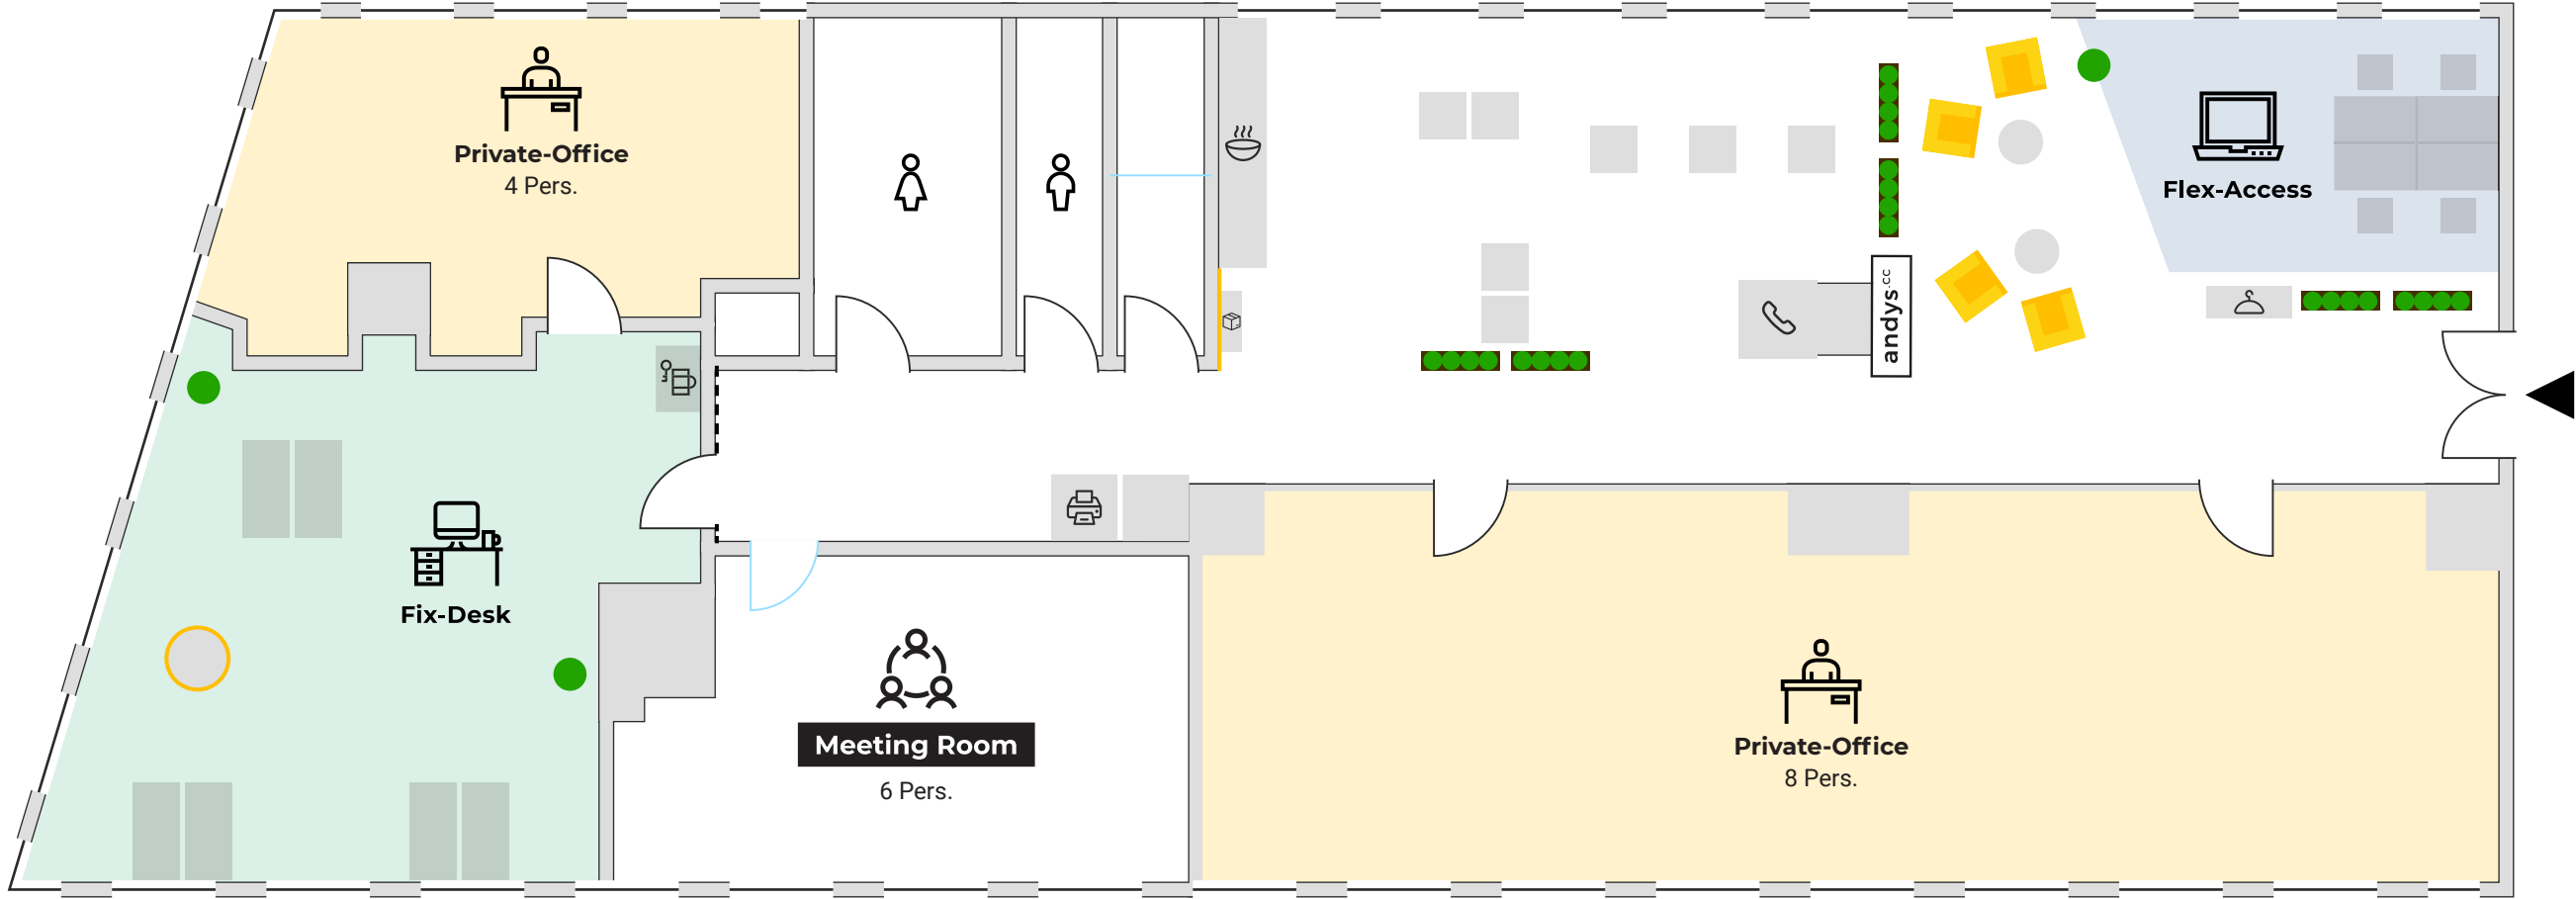 Private-Office
4 Pers.
Flex-Access
andys.cc
Fix-Desk
Meeting Room
6 Pers.
Private-Office
8 Pers.